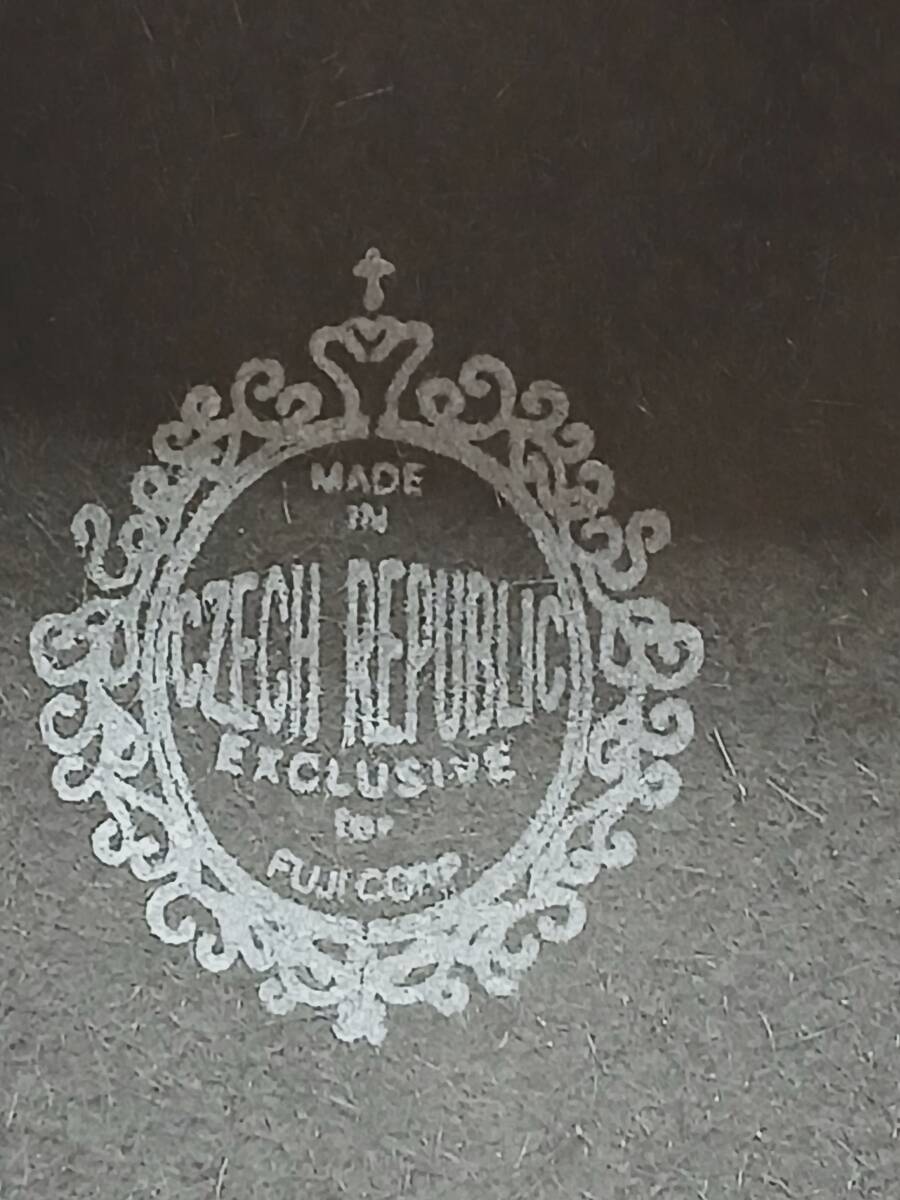 MADE
IN
CZECH REPUBLIC
EXCLUSIVE
for
FUJI CORP